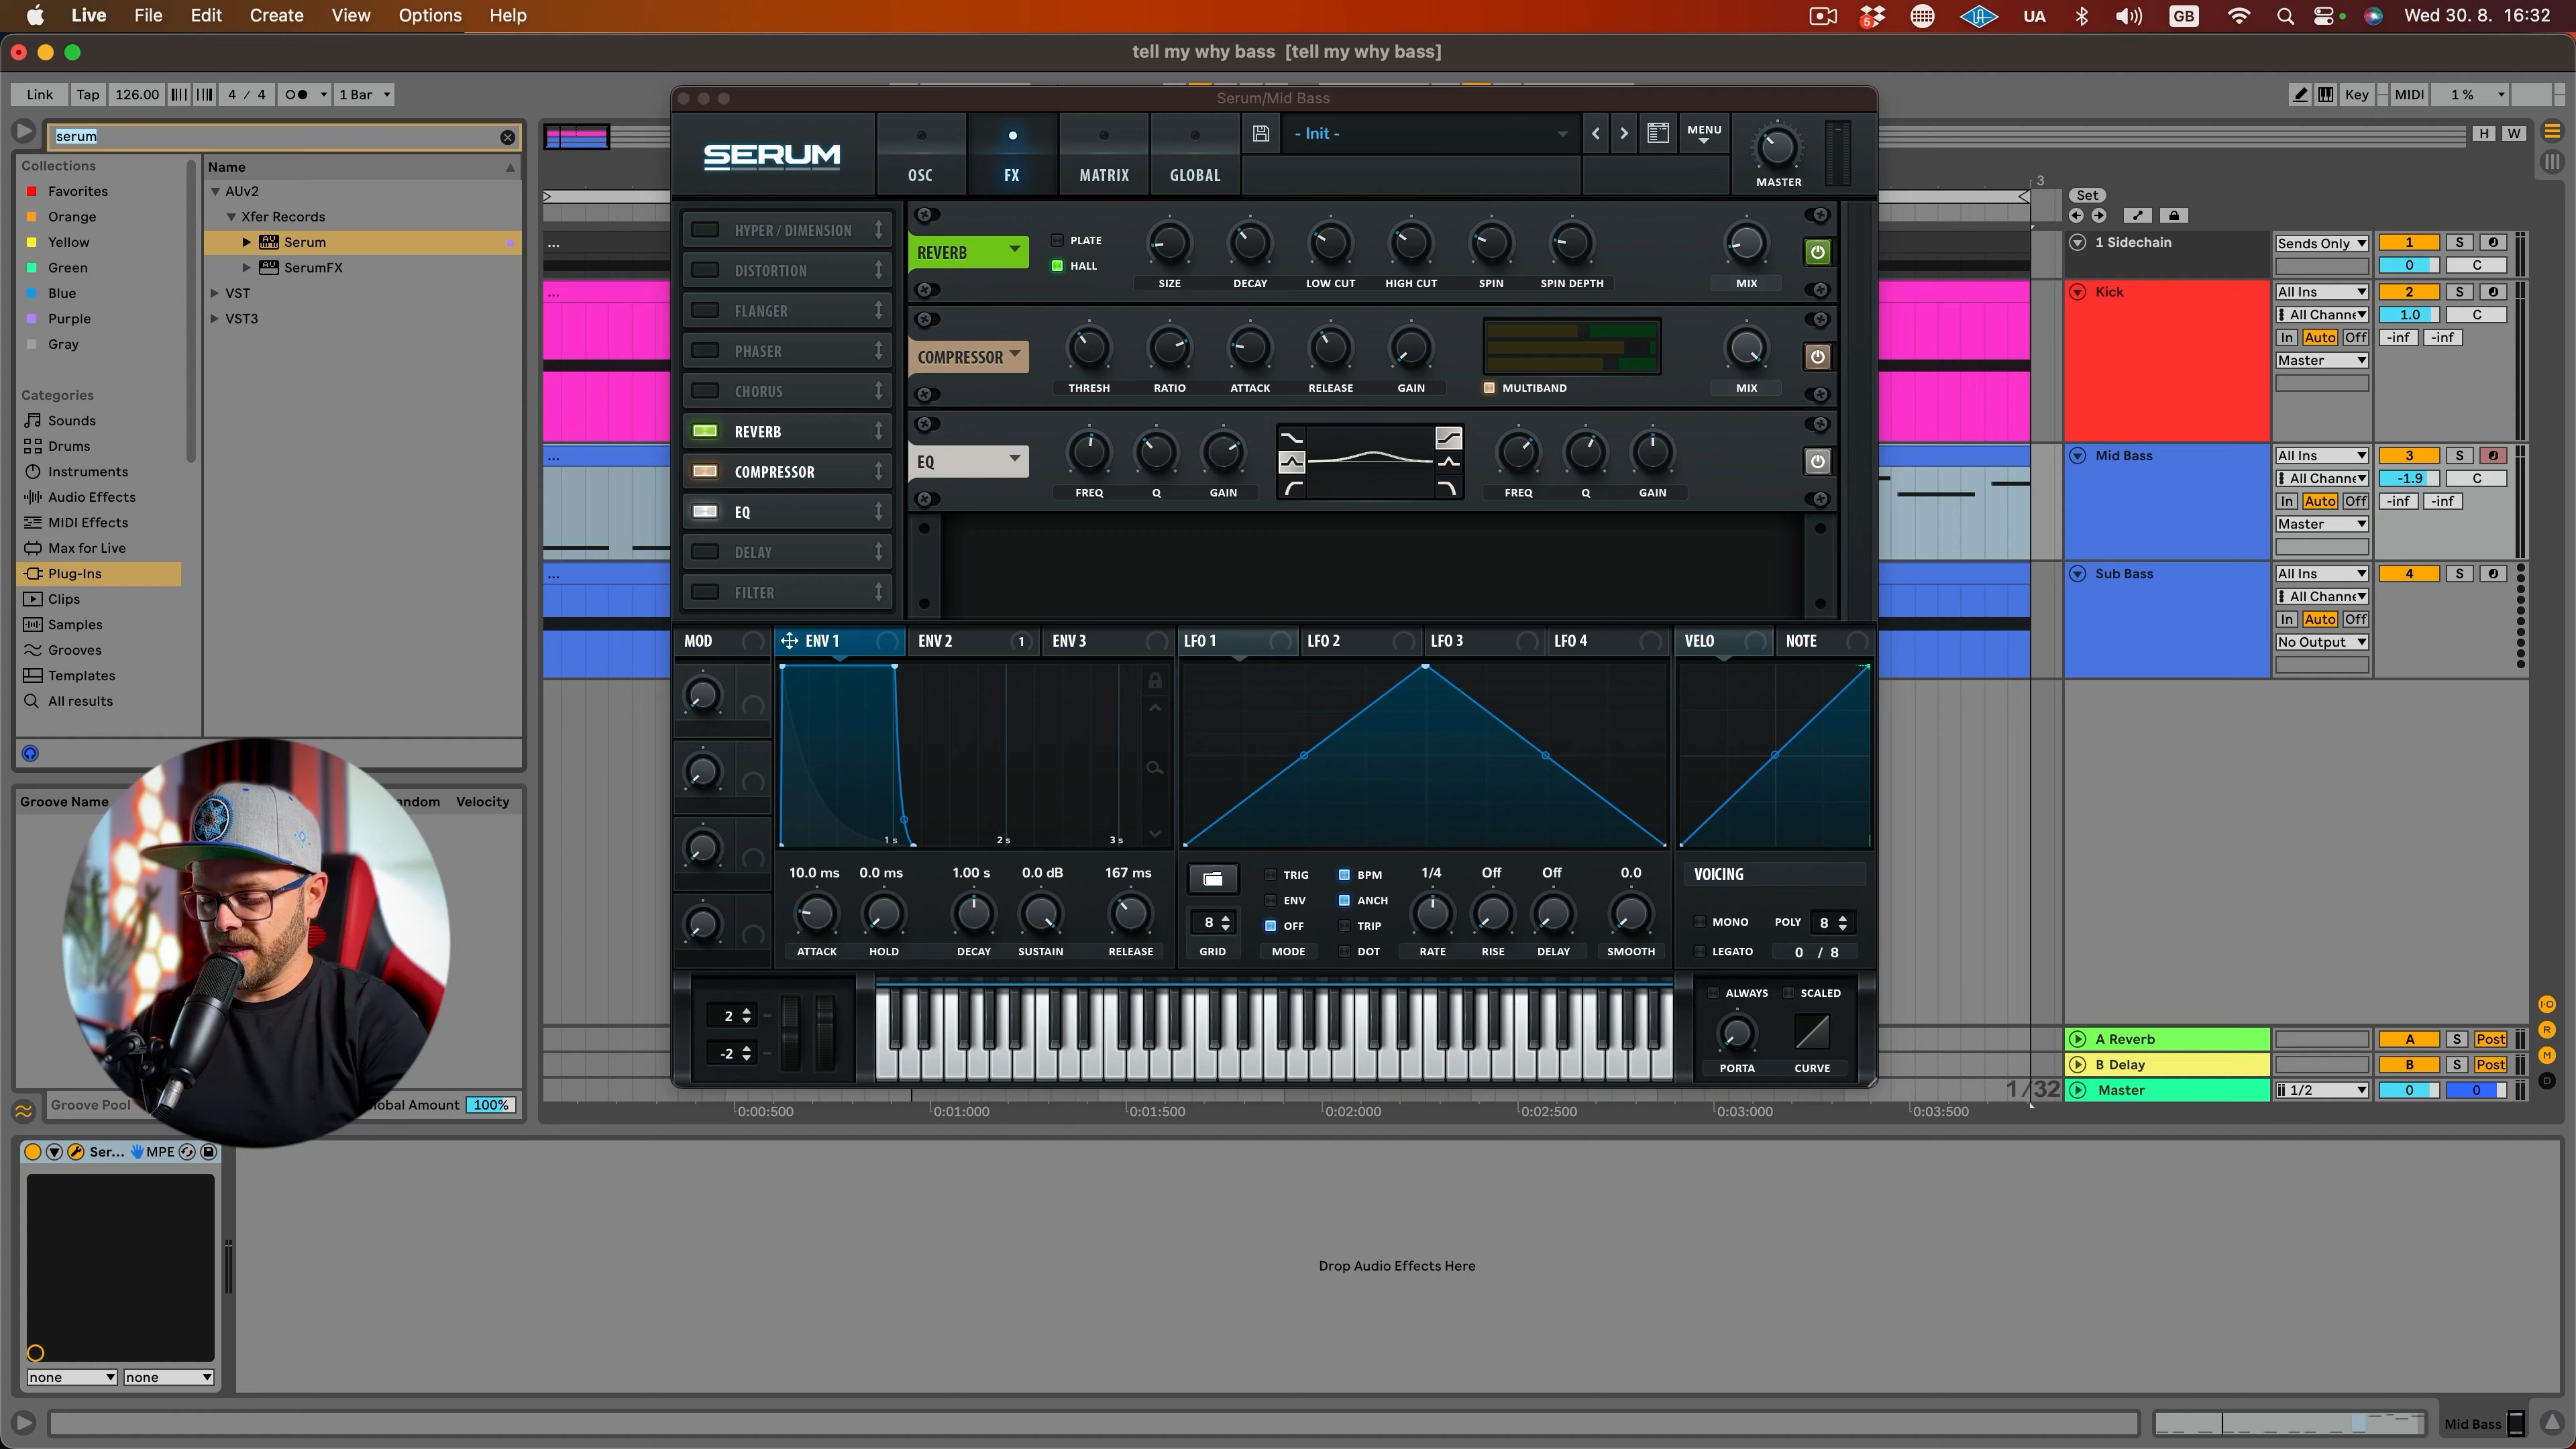 Live File Edit Create View Options Help
5 UA GB Wed 30. 8. 16:32
tell my why bass [tell my why bass]
Link Tap 126.00 4 / 4 1 Bar
Key MIDI 1 %
serum
H W
Collections
Favorites
Orange
Yellow
Green
Blue
Purple
Gray
Categories
Sounds
Drums
Instruments
Audio Effects
MIDI Effects
Max for Live
Plug-Ins
Clips
Samples
Grooves
Templates
All results
Name
AUv2
Xfer Records
Serum
SerumFX
VST
VST3
Groove Name
andom Velocity
Groove Pool
lobal Amount 100%
Serum/Mid Bass
SERUM
OSC FX MATRIX GLOBAL
- Init -
MENU
MASTER
HYPER / DIMENSION
DISTORTION
FLANGER
PHASER
CHORUS
REVERB
COMPRESSOR
EQ
DELAY
FILTER
REVERB
PLATE
HALL
SIZE DECAY LOW CUT HIGH CUT SPIN SPIN DEPTH MIX
COMPRESSOR
THRESH RATIO ATTACK RELEASE GAIN MULTIBAND MIX
EQ
FREQ Q GAIN FREQ Q GAIN
MOD ENV 1 ENV 2 1 ENV 3 LFO 1 LFO 2 LFO 3 LFO 4 VELO NOTE
1 s 2 s 3 s
10.0 ms 0.0 ms 1.00 s 0.0 dB 167 ms
ATTACK HOLD DECAY SUSTAIN RELEASE
8
GRID
TRIG
ENV
OFF
MODE
BPM
ANCH
TRIP
DOT
1/4 Off Off 0.0
RATE RISE DELAY SMOOTH
VOICING
MONO POLY 8
LEGATO 0 / 8
2
-2
ALWAYS SCALED
PORTA CURVE
3
Set
1 Sidechain Sends Only 1 S
0 C
Kick All Ins 2 S
All Channe 1.0 C
In Auto Off -inf -inf
Master
Mid Bass All Ins 3 S
All Channe -1.9 C
In Auto Off -inf -inf
Master
Sub Bass All Ins 4 S
All Channe
In Auto Off
No Output
A Reverb A S Post
B Delay B S Post
Master 1/2 0 0
I·O
R
M
D
1/32
0:00:500 0:01:000 0:01:500 0:02:000 0:02:500 0:03:000 0:03:500
Ser... MPE
none none
Drop Audio Effects Here
Mid Bass